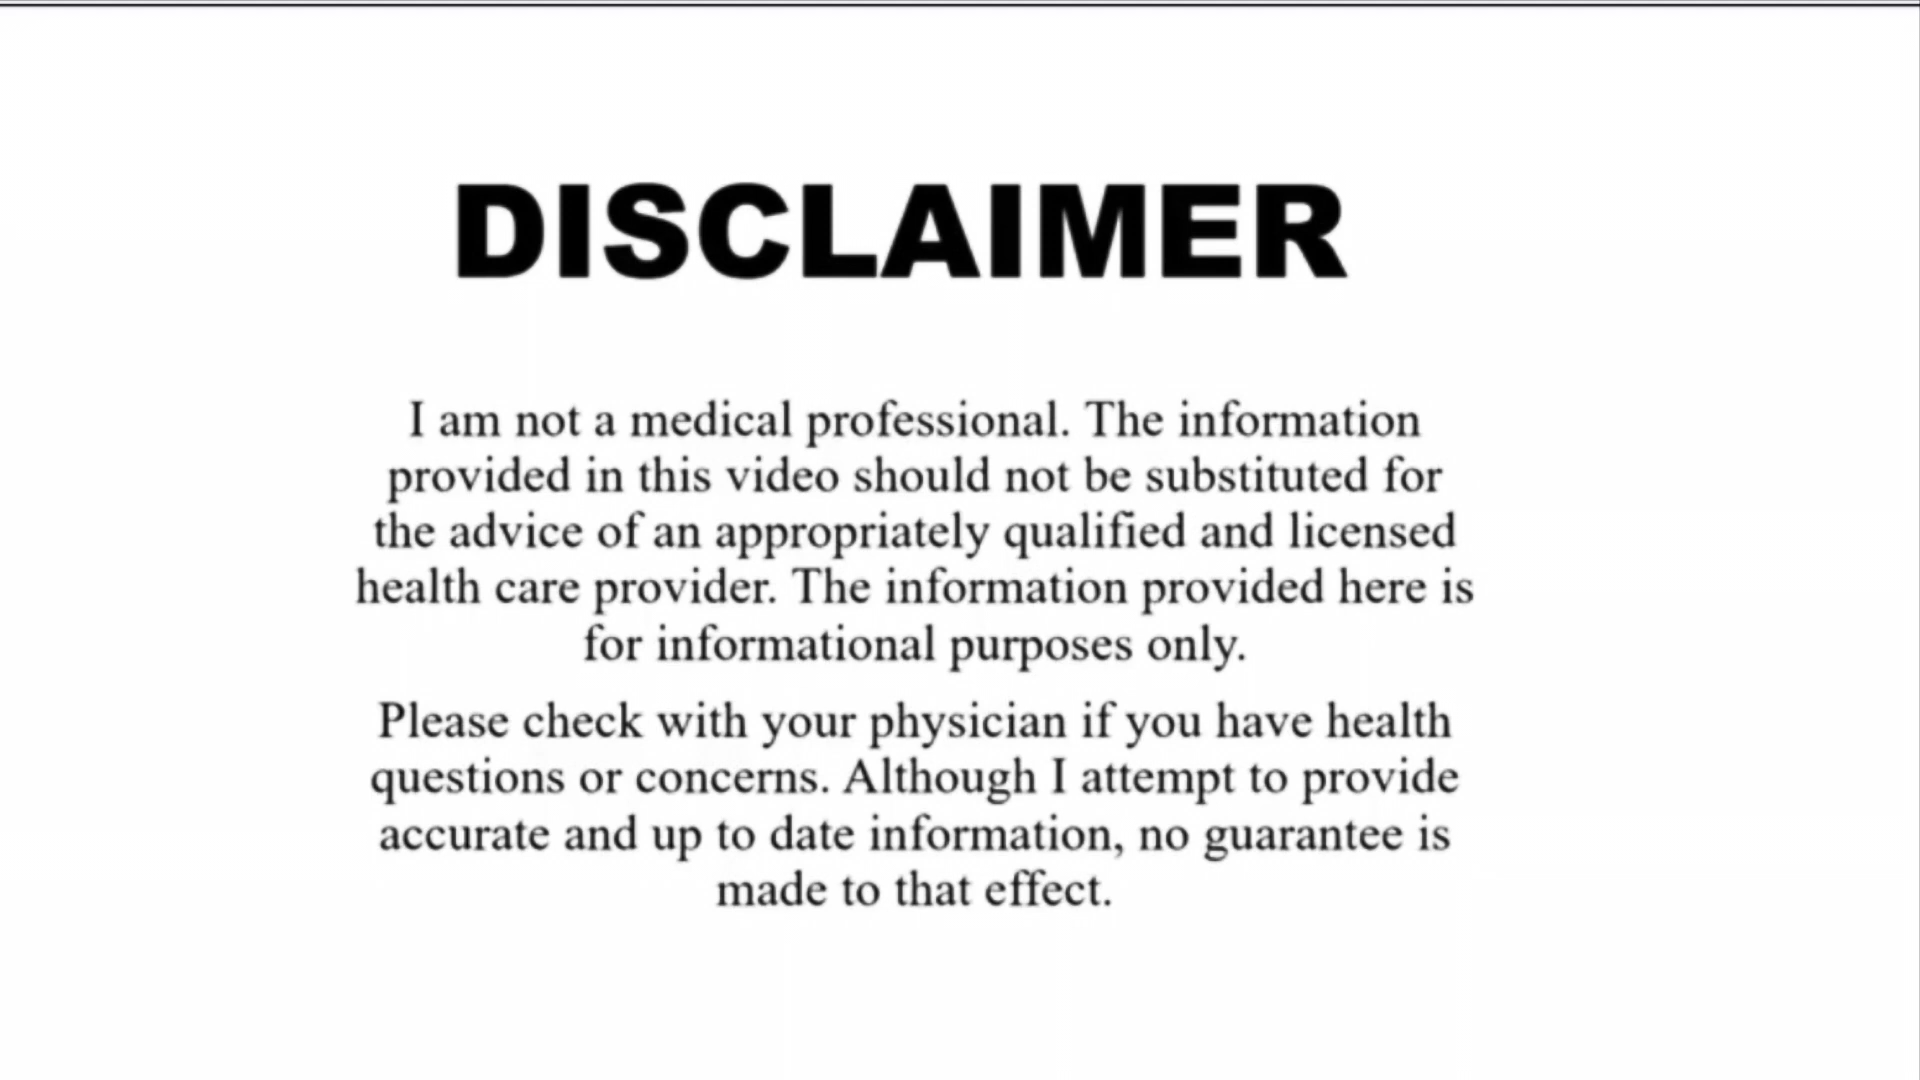 DISCLAIMER
I am not a medical professional. The information
provided in this video should not be substituted for
the advice of an appropriately qualified and licensed
health care provider. The information provided here is
for informational purposes only.
Please check with your physician if you have health
questions or concerns. Although I attempt to provide
accurate and up to date information, no guarantee is
made to that effect.